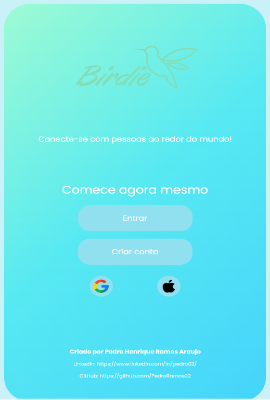 Birdie
Conecte-se com pessoas ao redor do mundo!
Comece agora mesmo
Entrar
Criar conta
Criado por Pedro Henrique Ramos Araujo
Linkedin: https://www.linkedin.com/in/pedro02/
GitHub: https://github.com/PedroRamos02